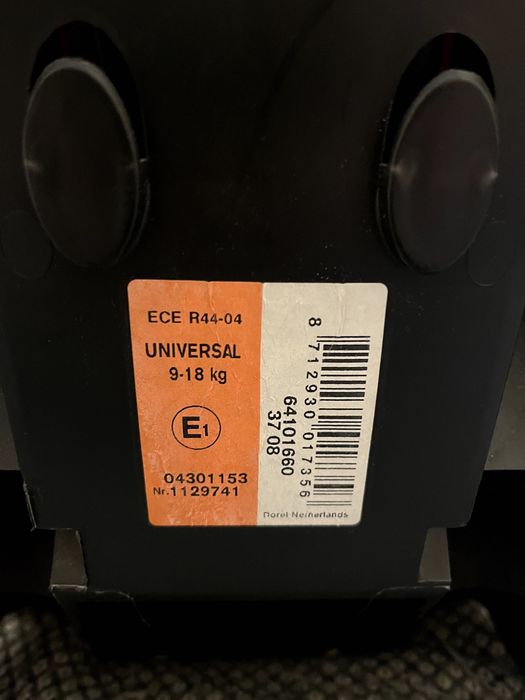 ECE R44-04
UNIVERSAL
9-18 kg
E1
04301153
Nr.1129741
8 712930 017356
64101660
37 08
Dorel Netherlands